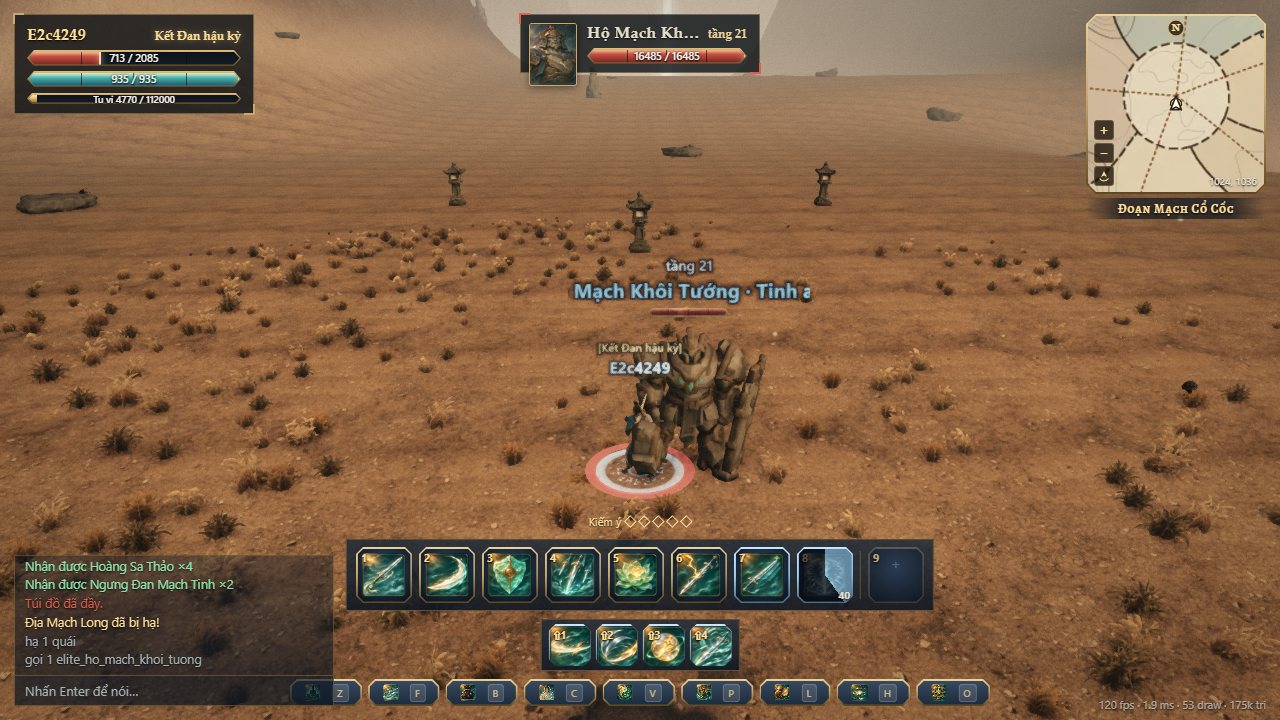 E2c4249
Kết Đan hậu kỳ
713 / 2085
935 / 935
Tu vi 4770 / 112000
Hộ Mạch Kh...
tầng 21
16485 / 16485
N
+
−
1024, 1036
Đoạn Mạch Cổ Cốc
tầng 21
Mạch Khôi Tướng · Tinh a
[Kết Đan hậu kỳ]
E2c4249
Kiếm ý
1
2
3
4
5
6
7
8
40
9
+
⇧1
⇧2
⇧3
⇧4
Nhận được Hoàng Sa Thảo ×4
Nhận được Ngưng Đan Mạch Tinh ×2
Túi đồ đã đầy.
Địa Mạch Long đã bị hạ!
hạ 1 quái
gọi 1 elite_ho_mach_khoi_tuong
Nhấn Enter để nói...
Z
F
B
C
V
P
L
H
O
120 fps · 1.9 ms · 53 draw · 175k tri